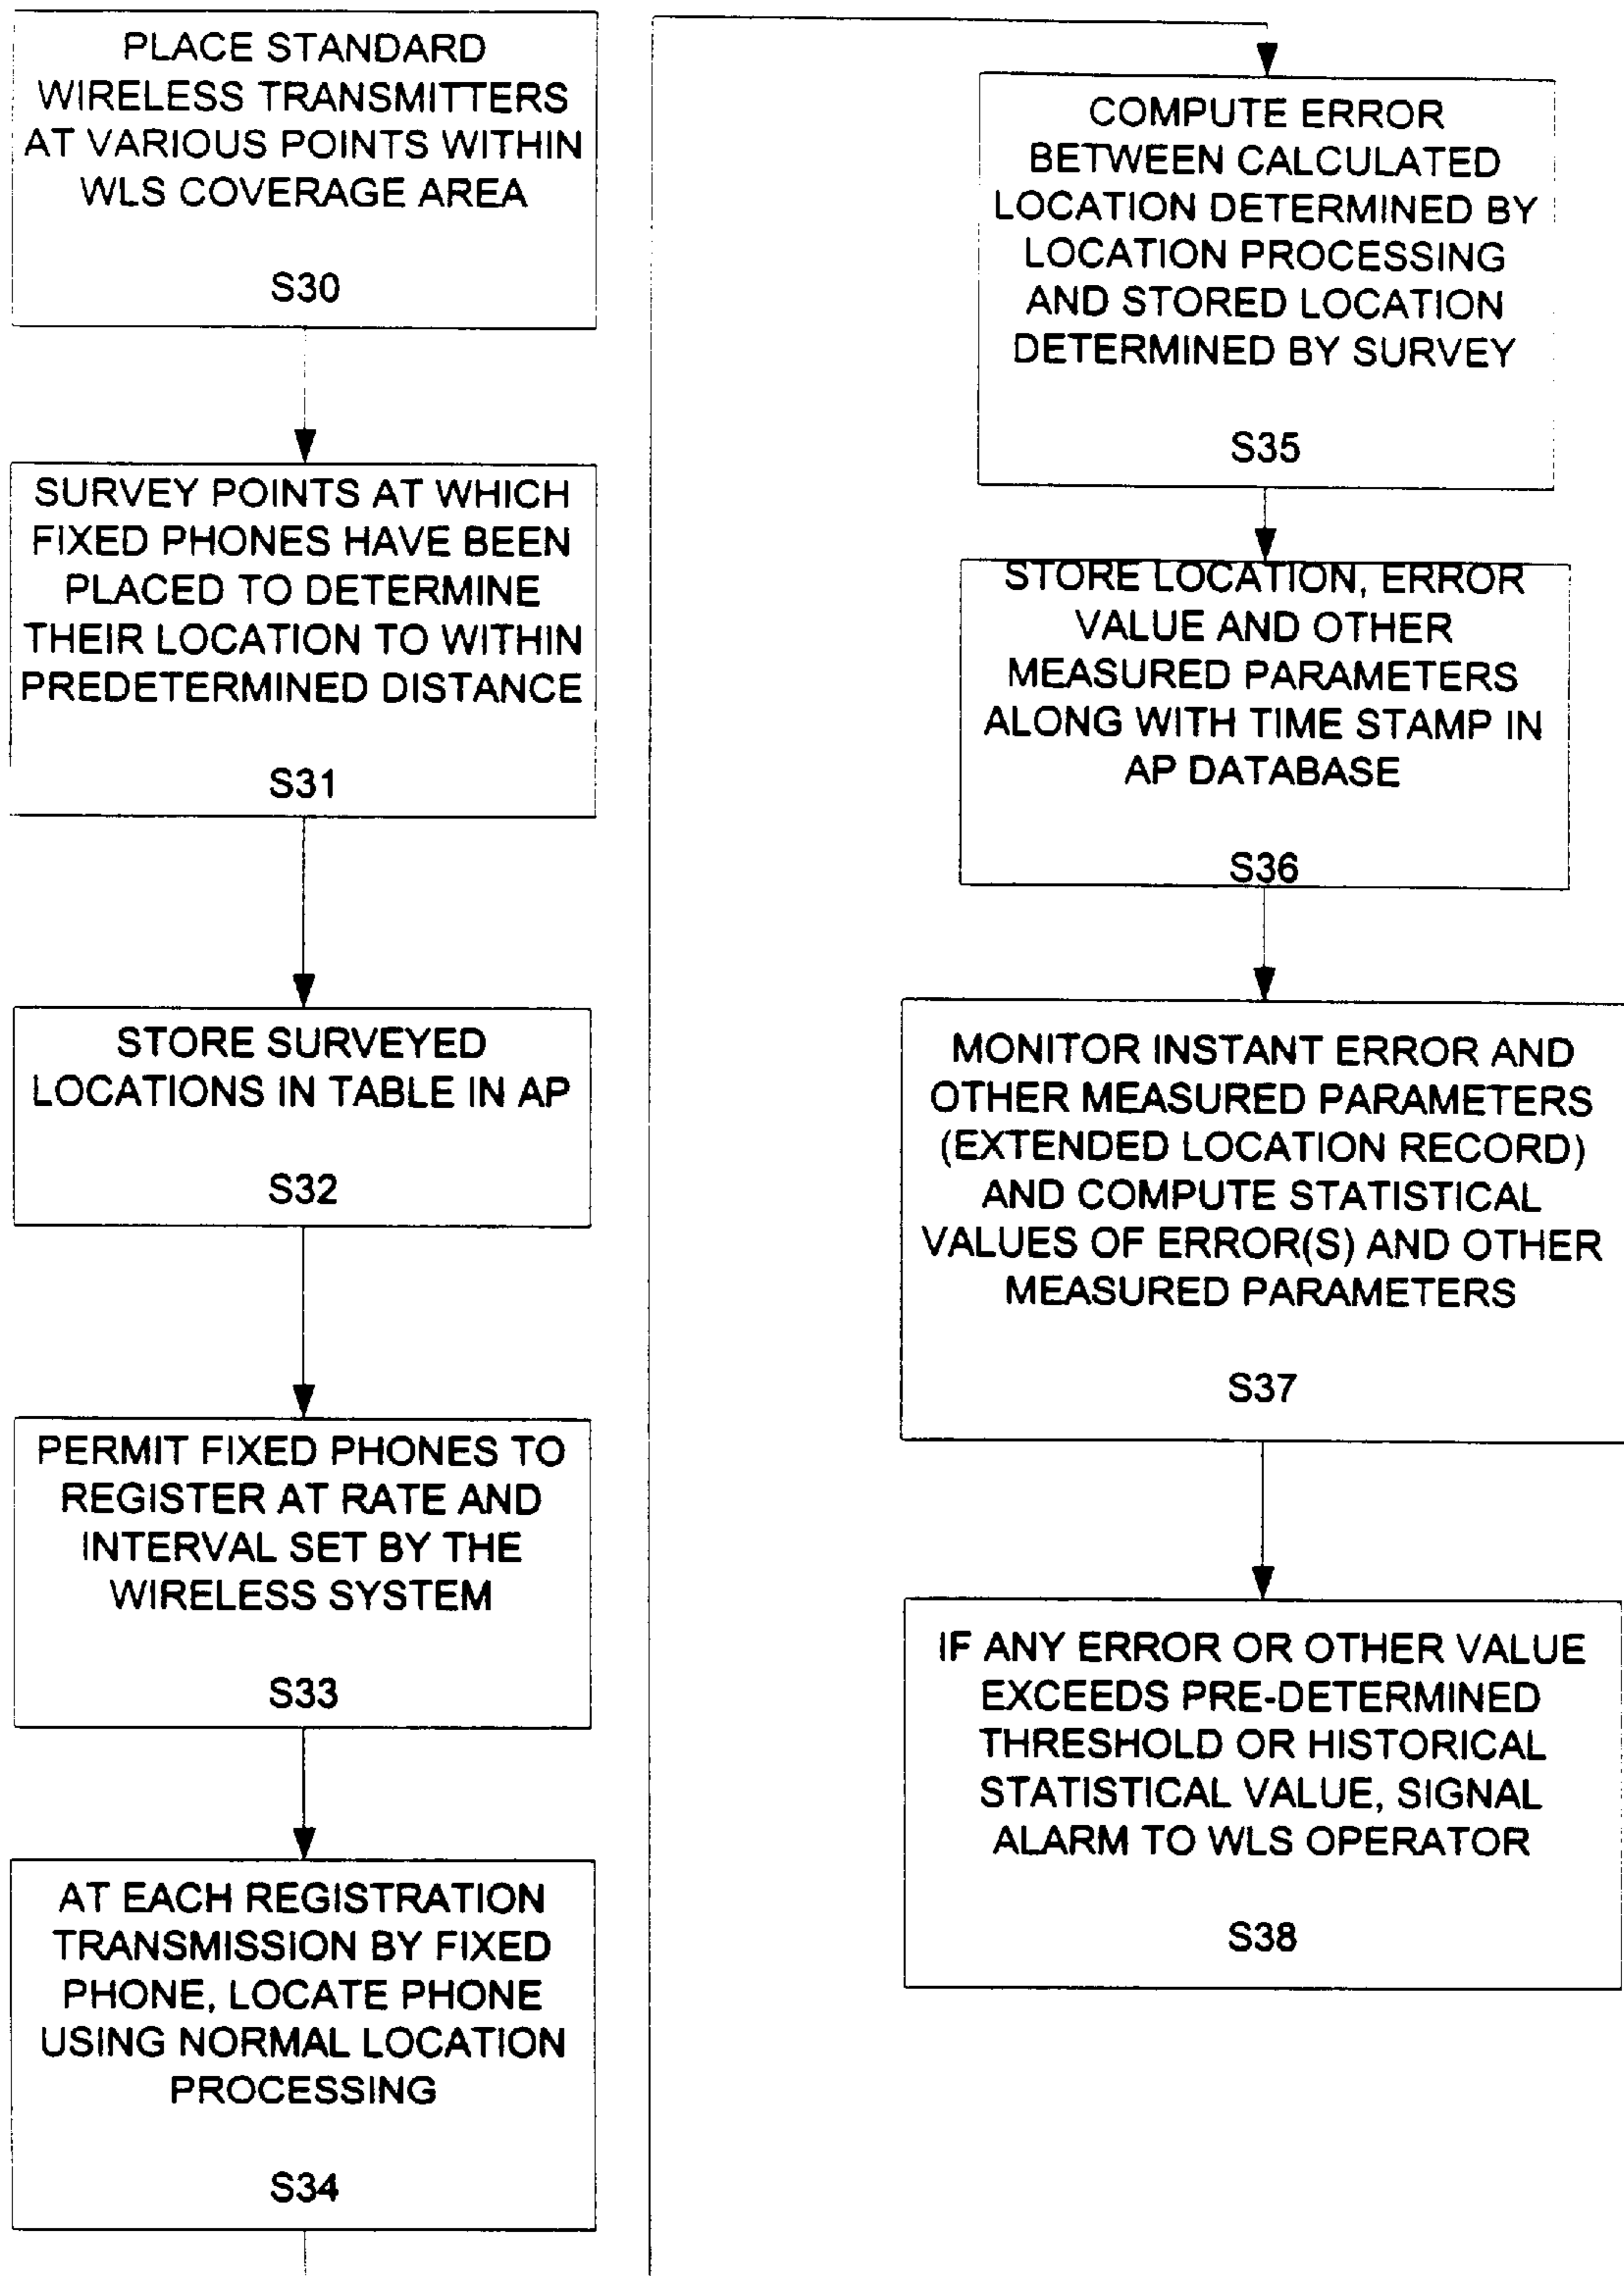 PLACE STANDARD
WIRELESS TRANSMITTERS
AT VARIOUS POINTS WITHIN
WLS COVERAGE AREA
S30
SURVEY POINTS AT WHICH
FIXED PHONES HAVE BEEN
PLACED TO DETERMINE
THEIR LOCATION TO WITHIN
PREDETERMINED DISTANCE
S31
STORE SURVEYED
LOCATIONS IN TABLE IN AP
S32
PERMIT FIXED PHONES TO
REGISTER AT RATE AND
INTERVAL SET BY THE
WIRELESS SYSTEM
S33
AT EACH REGISTRATION
TRANSMISSION BY FIXED
PHONE, LOCATE PHONE
USING NORMAL LOCATION
PROCESSING
S34
COMPUTE ERROR
BETWEEN CALCULATED
LOCATION DETERMINED BY
LOCATION PROCESSING
AND STORED LOCATION
DETERMINED BY SURVEY
S35
STORE LOCATION, ERROR
VALUE AND OTHER
MEASURED PARAMETERS
ALONG WITH TIME STAMP IN
AP DATABASE
S36
MONITOR INSTANT ERROR AND
OTHER MEASURED PARAMETERS
(EXTENDED LOCATION RECORD)
AND COMPUTE STATISTICAL
VALUES OF ERROR(S) AND OTHER
MEASURED PARAMETERS
S37
IF ANY ERROR OR OTHER VALUE
EXCEEDS PRE-DETERMINED
THRESHOLD OR HISTORICAL
STATISTICAL VALUE, SIGNAL
ALARM TO WLS OPERATOR
S38